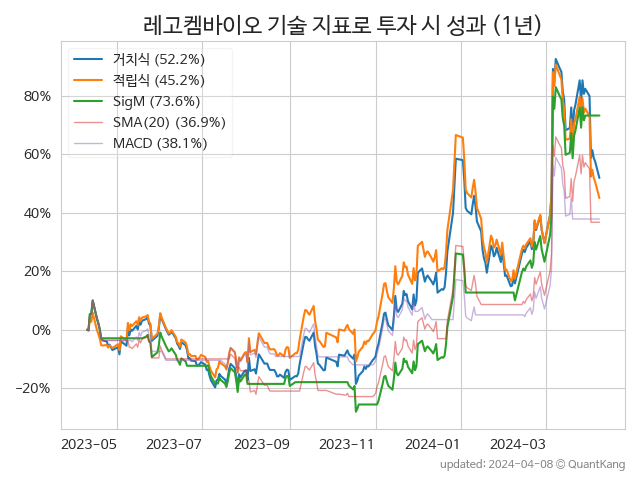 레고켐바이오 기술 지표로 투자 시 성과 (1년)
거치식 (52.2%)
적립식 (45.2%)
SigM (73.6%)
SMA(20) (36.9%)
MACD (38.1%)
80%
60%
40%
20%
0%
−20%
2023-05 2023-07 2023-09 2023-11 2024-01 2024-03
updated: 2024-04-08 ⓒ QuantKang